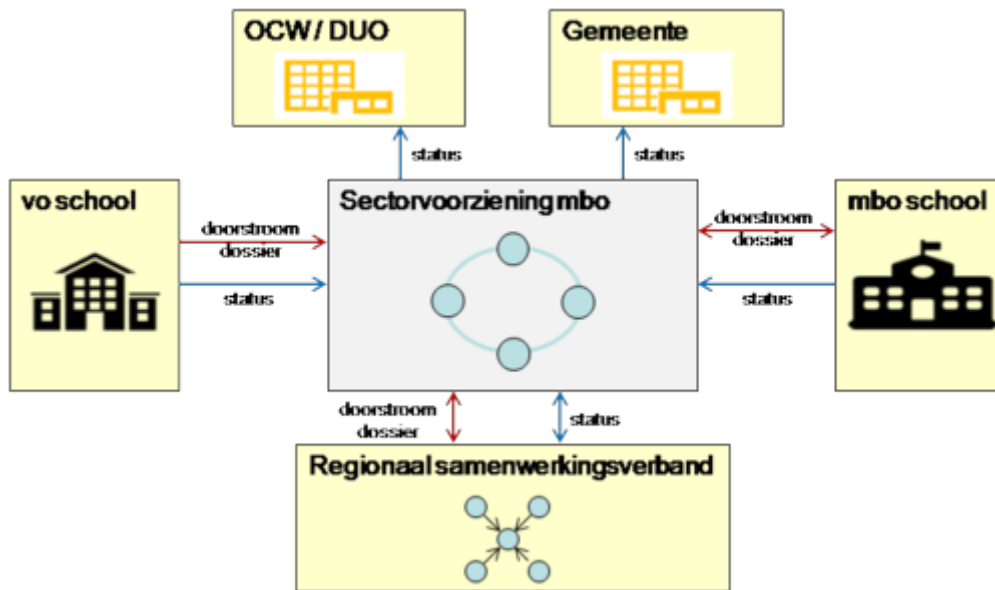 OCW / DUO
Gemeente
status
status
vo school
Sectorvoorziening mbo
mbo school
doorstroom
dossier
doorstroom
dossier
status
status
doorstroom
dossier
status
Regionaal samenwerkingsverband